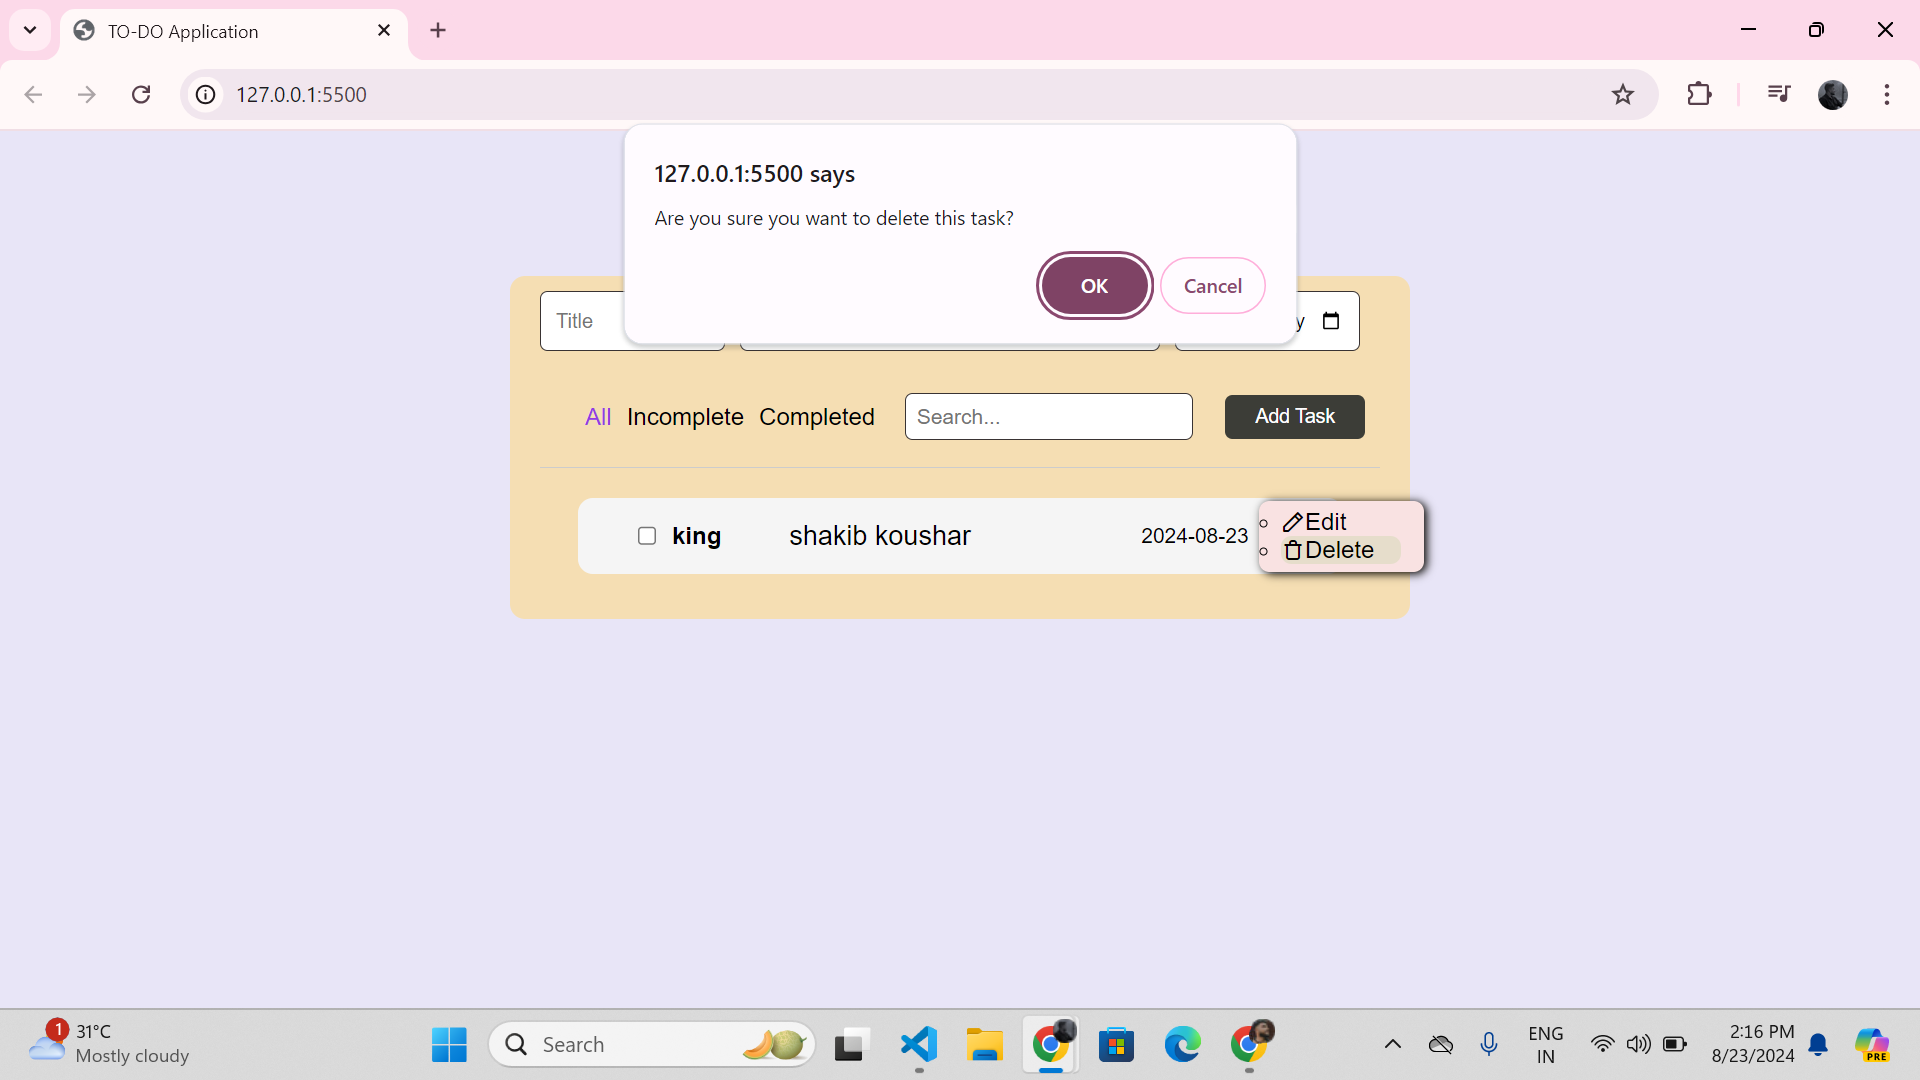 TO-DO Application
127.0.0.1:5500
127.0.0.1:5500 says
Are you sure you want to delete this task?
OK Cancel
Title y
All Incomplete Completed Search... Add Task
king shakib koushar 2024-08-23
Edit
Delete
1
31°C
Mostly cloudy
Search
PRE
ENG
IN
2:16 PM
8/23/2024